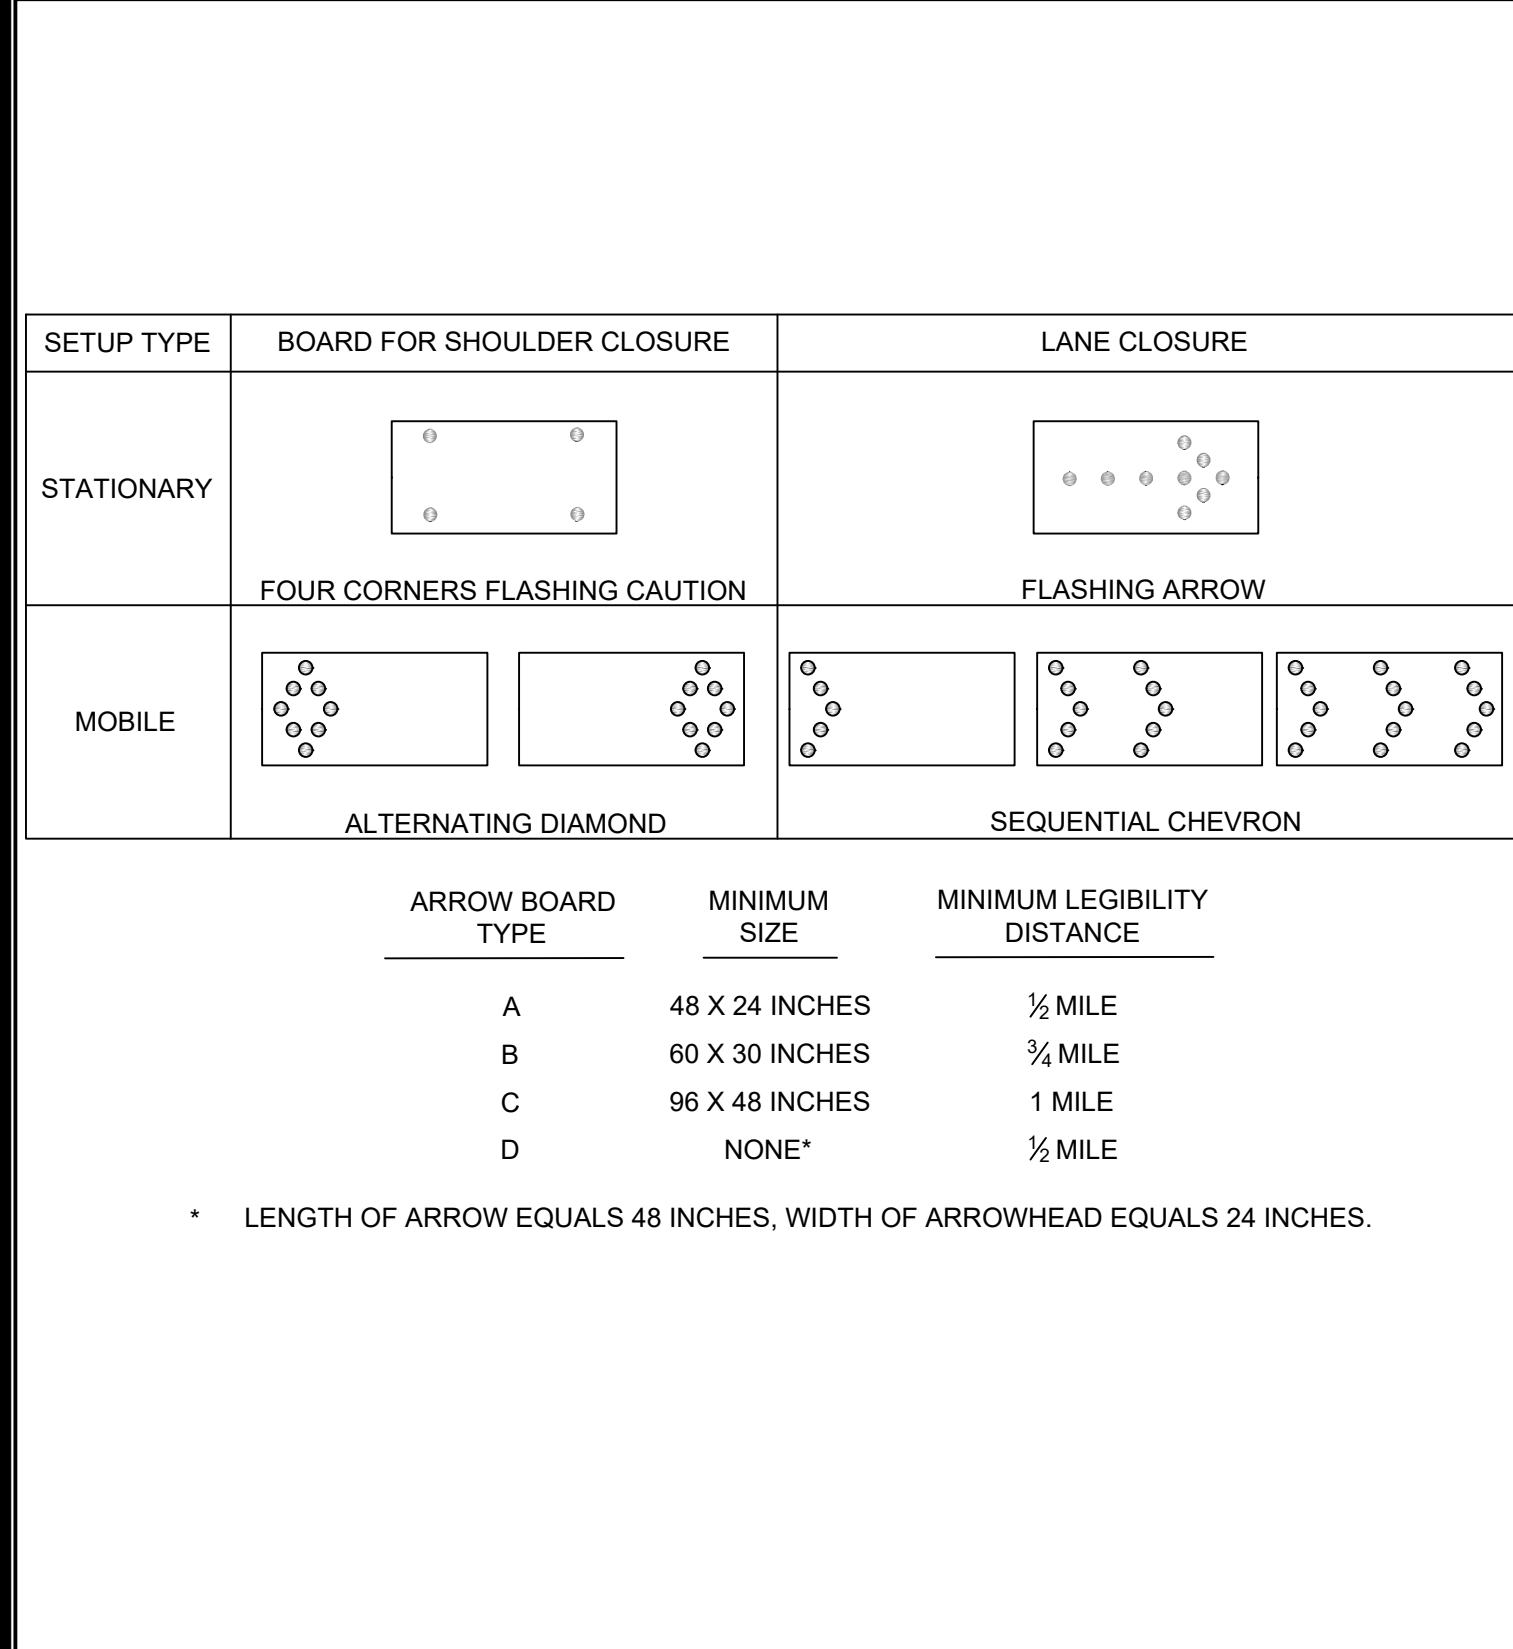 SETUP TYPE BOARD FOR SHOULDER CLOSURE LANE CLOSURE
STATIONARY
FOUR CORNERS FLASHING CAUTION FLASHING ARROW
MOBILE
ALTERNATING DIAMOND SEQUENTIAL CHEVRON
ARROW BOARD MINIMUM MINIMUM LEGIBILITY
TYPE SIZE DISTANCE
A 48 X 24 INCHES ½ MILE
B 60 X 30 INCHES ¾ MILE
C 96 X 48 INCHES 1 MILE
D NONE* ½ MILE
* LENGTH OF ARROW EQUALS 48 INCHES, WIDTH OF ARROWHEAD EQUALS 24 INCHES.